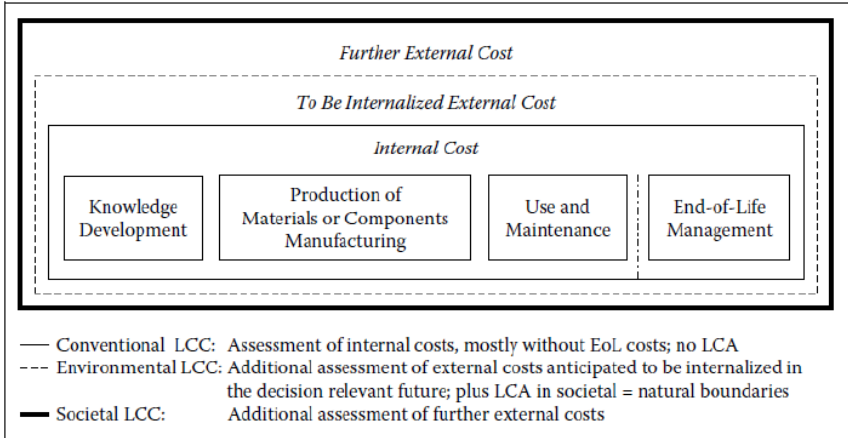 Further External Cost
To Be Internalized External Cost
Internal Cost
Knowledge
Development
Production of
Materials or Components
Manufacturing
Use and
Maintenance
End-of-Life
Management
Conventional LCC: Assessment of internal costs, mostly without EoL costs; no LCA
Environmental LCC: Additional assessment of external costs anticipated to be internalized in
the decision relevant future; plus LCA in societal = natural boundaries
Societal LCC: Additional assessment of further external costs